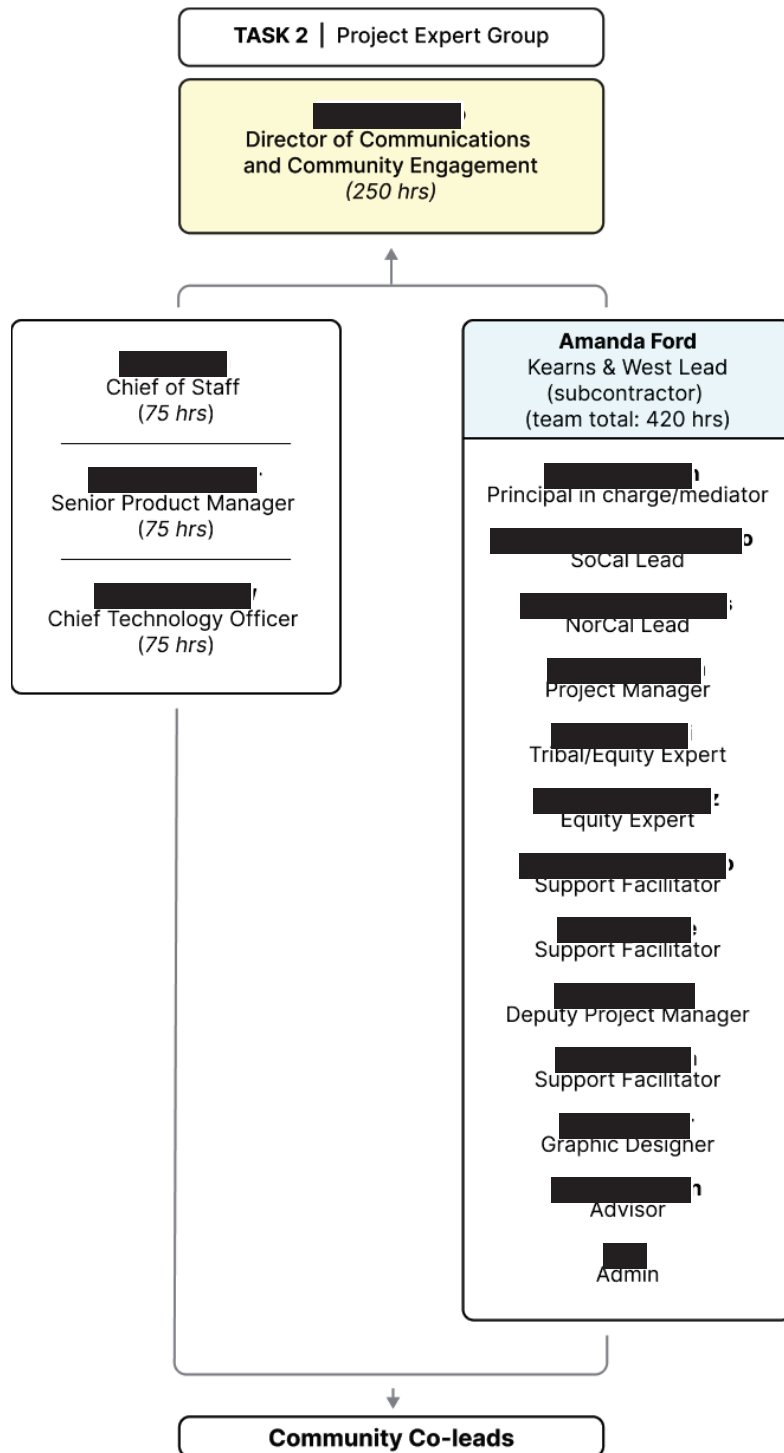 TASK 2 | Project Expert Group
Director of Communications
and Community Engagement
(250 hrs)
Chief of Staff
(75 hrs)
Senior Product Manager
(75 hrs)
Chief Technology Officer
(75 hrs)
Amanda Ford
Kearns & West Lead
(subcontractor)
(team total: 420 hrs)
Principal in charge/mediator
SoCal Lead
NorCal Lead
Project Manager
Tribal/Equity Expert
Equity Expert
Support Facilitator
Support Facilitator
Deputy Project Manager
Support Facilitator
Graphic Designer
Advisor
Admin
Community Co-leads